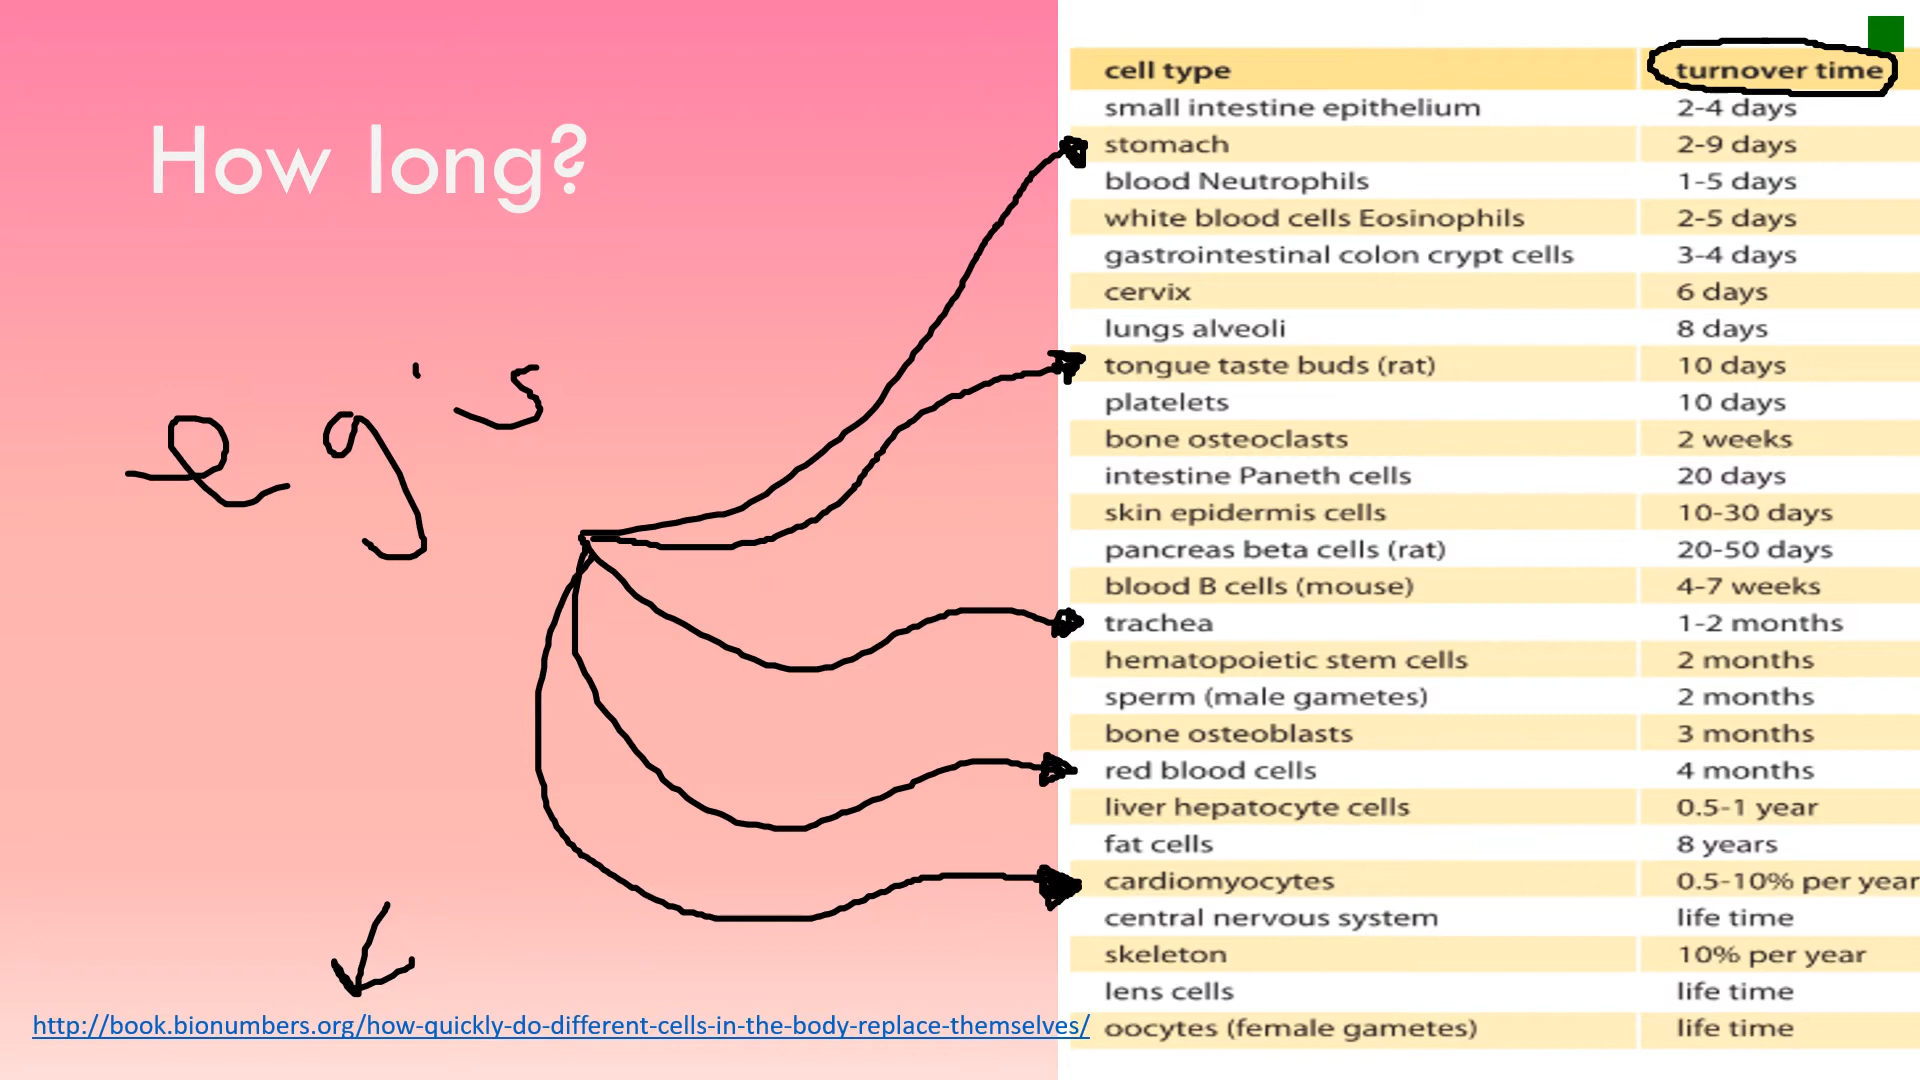 How long?
eg's
http://book.bionumbers.org/how-quickly-do-different-cells-in-the-body-replace-themselves/
cell type turnover time
small intestine epithelium 2-4 days
stomach 2-9 days
blood Neutrophils 1-5 days
white blood cells Eosinophils 2-5 days
gastrointestinal colon crypt cells 3-4 days
cervix 6 days
lungs alveoli 8 days
tongue taste buds (rat) 10 days
platelets 10 days
bone osteoclasts 2 weeks
intestine Paneth cells 20 days
skin epidermis cells 10-30 days
pancreas beta cells (rat) 20-50 days
blood B cells (mouse) 4-7 weeks
trachea 1-2 months
hematopoietic stem cells 2 months
sperm (male gametes) 2 months
bone osteoblasts 3 months
red blood cells 4 months
liver hepatocyte cells 0.5-1 year
fat cells 8 years
cardiomyocytes 0.5-10% per year
central nervous system life time
skeleton 10% per year
lens cells life time
oocytes (female gametes) life time